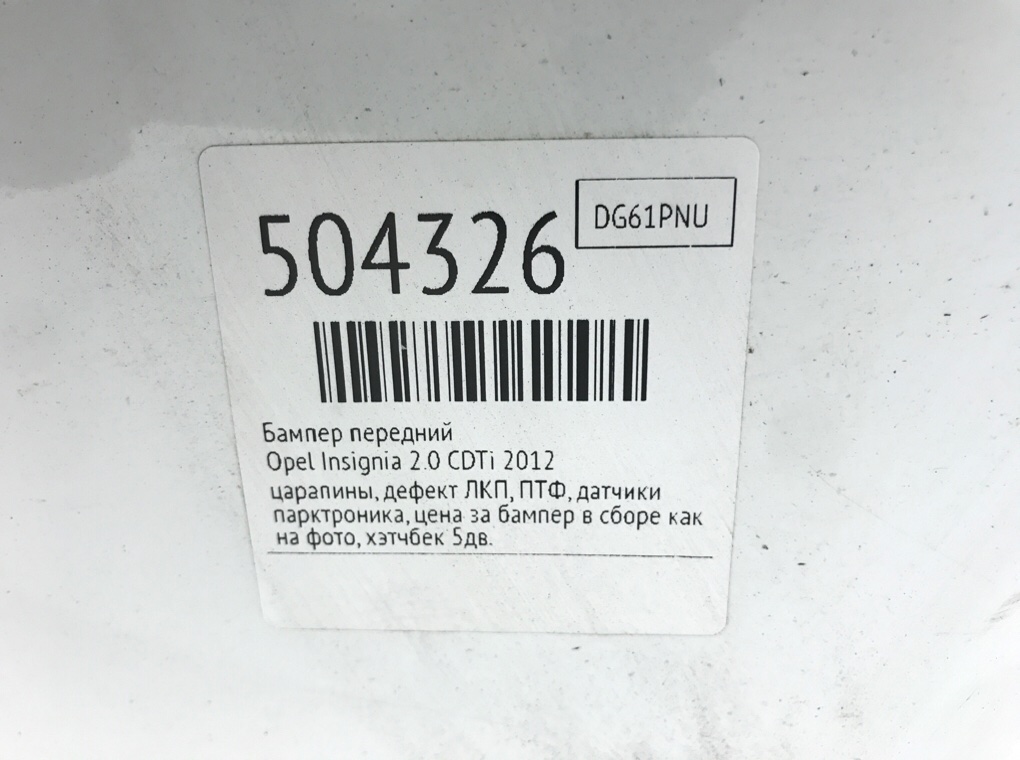 504326
DG61PNU
Бампер передний
Opel Insignia 2.0 CDTi 2012
царапины, дефект ЛКП, ПТФ, датчики
парктроника, цена за бампер в сборе как
на фото, хэтчбек 5дв.